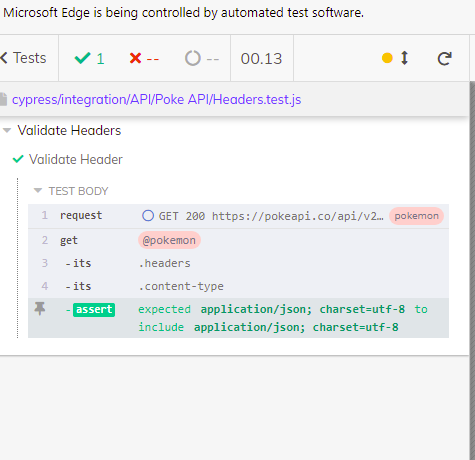 Microsoft Edge is being controlled by automated test software.
Tests 1 -- -- 00.13
cypress/integration/API/Poke API/Headers.test.js
Validate Headers
Validate Header
TEST BODY
1 request GET 200 https://pokeapi.co/api/v2… pokemon
2 get @pokemon
3 -its .headers
4 -its .content-type
-assert expected application/json; charset=utf-8 to
include application/json; charset=utf-8